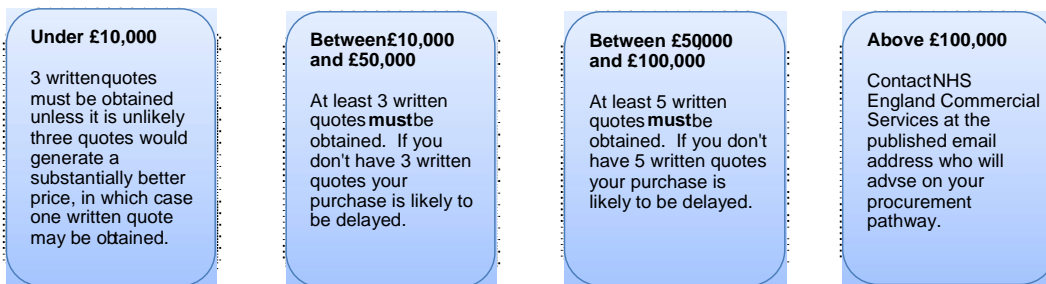 Under £10,000
3 writtenquotes
must be obtained
unless it is unlikely
three quotes would
generate a
substantially better
price, in which case
one written quote
may be obtained.
Between£10,000
and £50,000
At least 3 written
quotes mustbe
obtained. If you
don't have 3 written
quotes your
purchase is likely to
be delayed.
Between £50,000
and £100,000
At least 5 written
quotes mustbe
obtained. If you don't
have 5 written quotes
your purchase is
likely to be delayed.
Above £100,000
ContactNHS
England Commercial
Services at the
published email
address who will
advse on your
procurement
pathway.